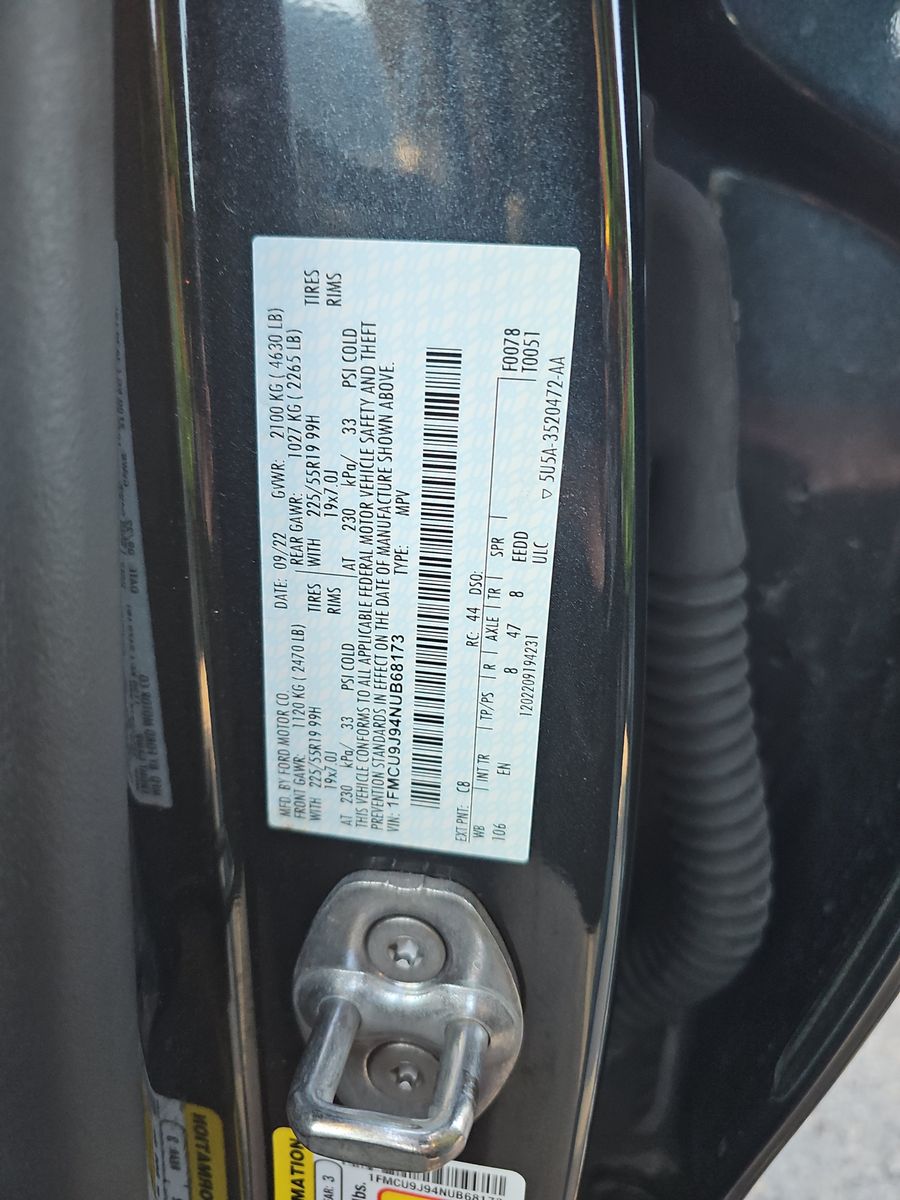 MFD. BY FORD MOTOR CO.
DATE: 09/22 GVWR: 2100 KG ( 4630 LB)
FRONT GAWR: 1120 KG ( 2470 LB) REAR GAWR: 1027 KG ( 2265 LB)
WITH 225/55R19 99H TIRES WITH 225/55R19 99H TIRES
19x7.0J RIMS 19x7.0J RIMS
AT 230 kPa/ 33 PSI COLD AT 230 kPa/ 33 PSI COLD
THIS VEHICLE CONFORMS TO ALL APPLICABLE FEDERAL MOTOR VEHICLE SAFETY AND THEFT
PREVENTION STANDARDS IN EFFECT ON THE DATE OF MANUFACTURE SHOWN ABOVE.
VIN: 1FMCU9J94NUB68173 TYPE: MPV
EXT PNT: C8 RC: 44 DSO: F0078
WB INT TR TP/PS R AXLE TR SPR T0051
106 EN 8 47 8 EEDD
1202209194231 ULC ▽ 5U5A-3520472-AA
MATION
AR: 3
lbs.
1FMCU9J94NUB68173